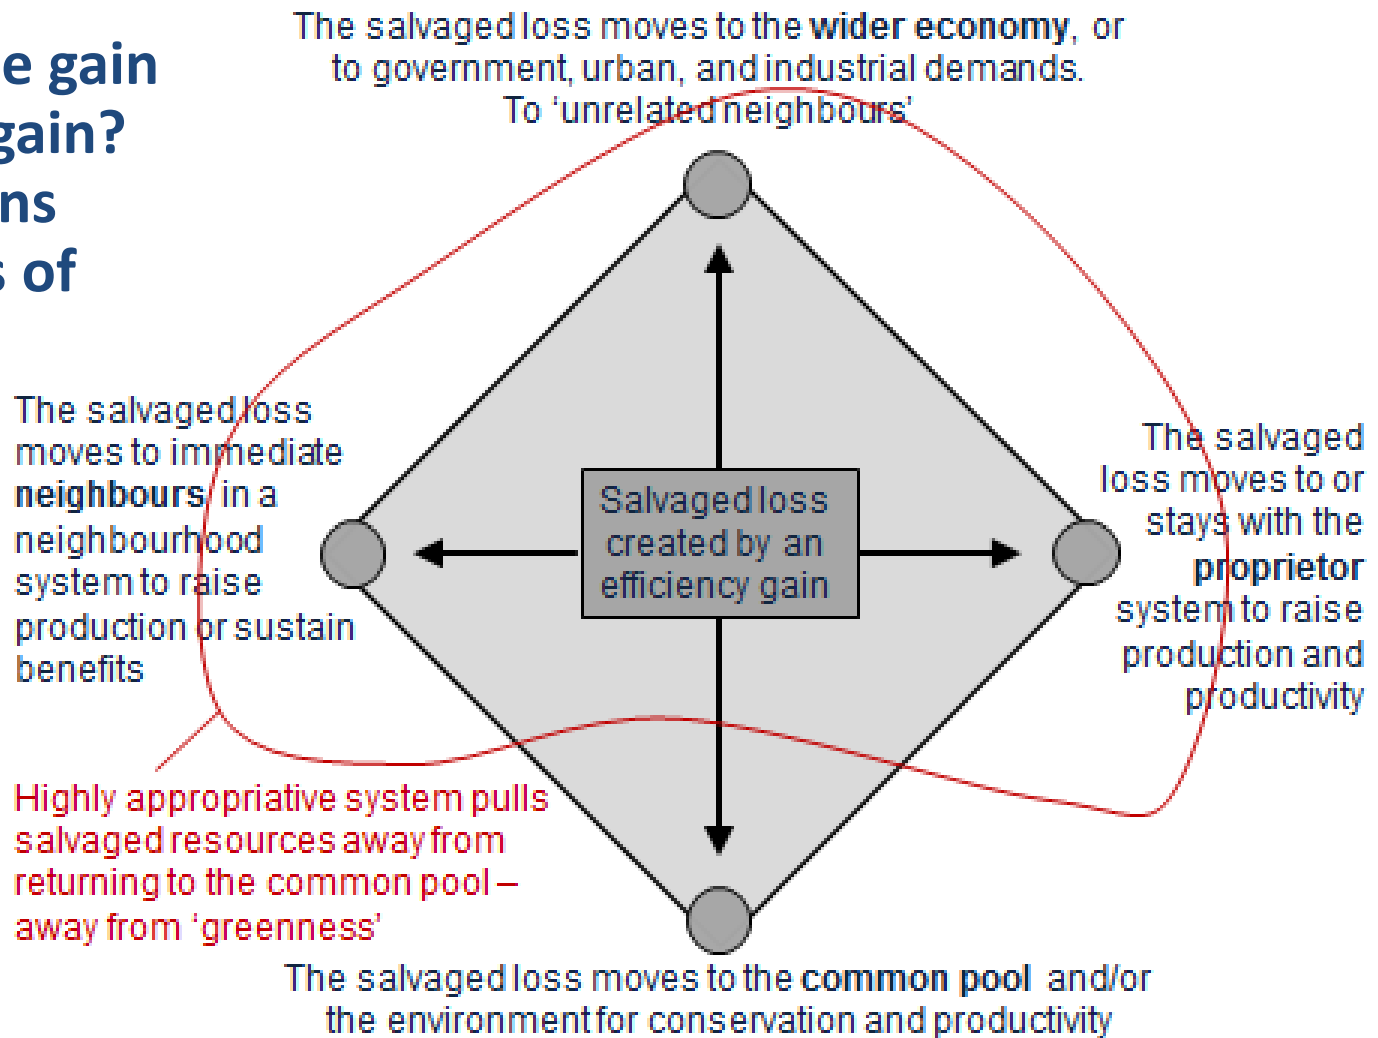 e gain
gain?
ns
s of
The salvaged loss moves to the wider economy, or
to government, urban, and industrial demands.
To ‘unrelated neighbours’
The salvaged loss
moves to immediate
neighbours in a
neighbourhood
system to raise
production or sustain
benefits
Salvaged loss
created by an
efficiency gain
The salvaged
loss moves to or
stays with the
proprietor
system to raise
production and
productivity
Highly appropriative system pulls
salvaged resources away from
returning to the common pool –
away from ‘greenness’
The salvaged loss moves to the common pool and/or
the environment for conservation and productivity